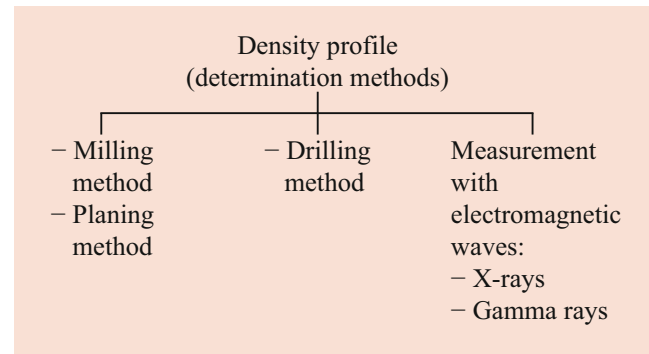 Density profile
(determination methods)
− Milling
method
− Planing
method
− Drilling
method
Measurement
with
electromagnetic
waves:
− X-rays
− Gamma rays